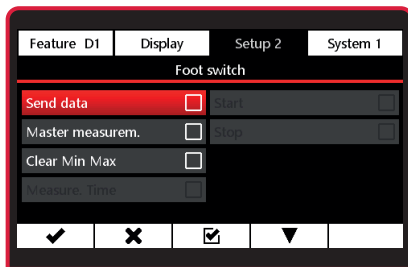 Feature D1 Display Setup 2 System 1
Foot switch
Send data Start
Master measurem. Stop
Clear Min Max
Measure. Time